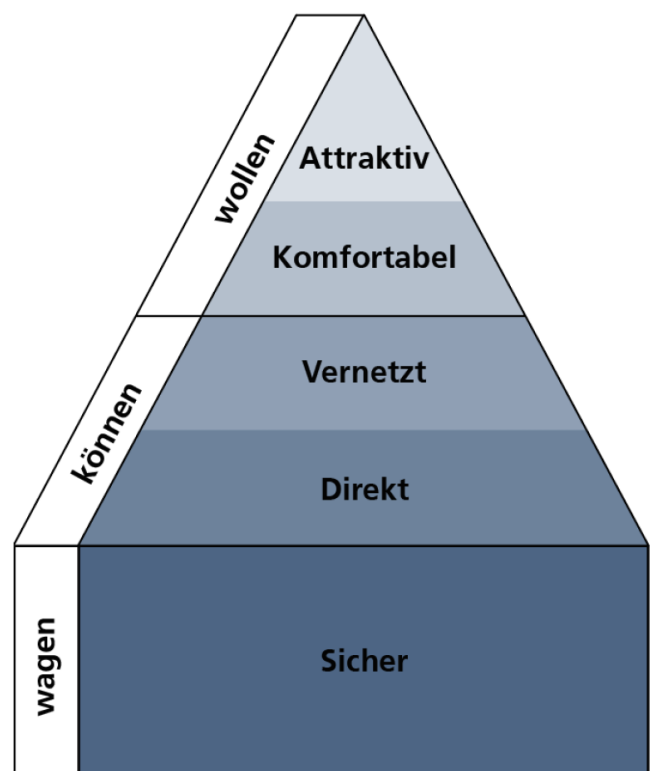 wollen
Attraktiv
Komfortabel
können
Vernetzt
Direkt
wagen
Sicher